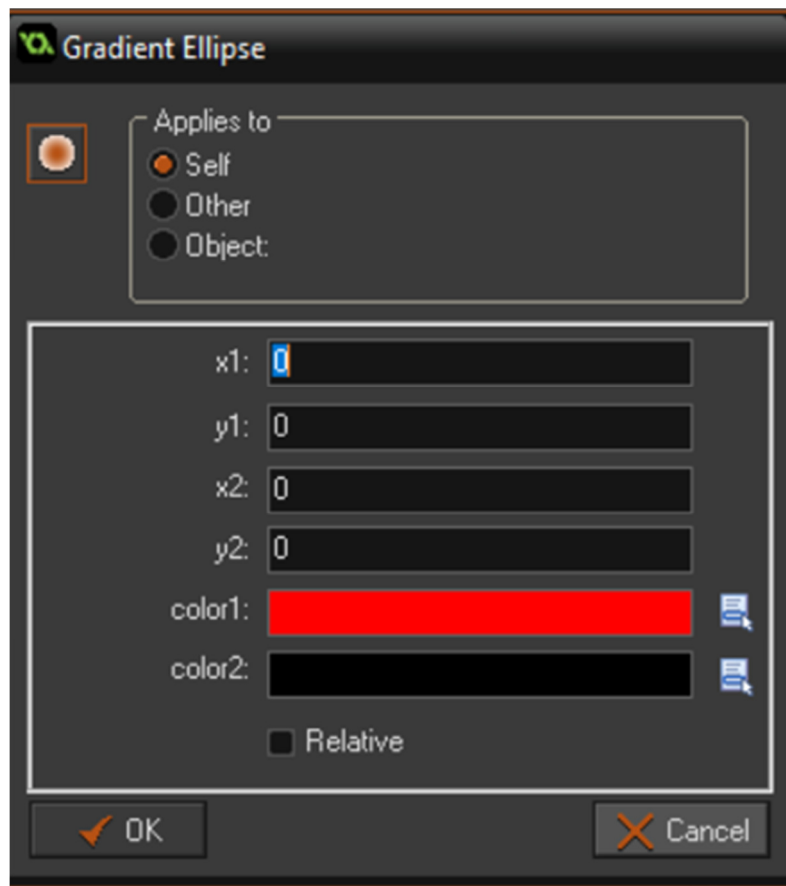 Gradient Ellipse
Applies to
Self
Other
Object:
x1: 0
y1: 0
x2: 0
y2: 0
color1:
color2:
Relative
OK Cancel